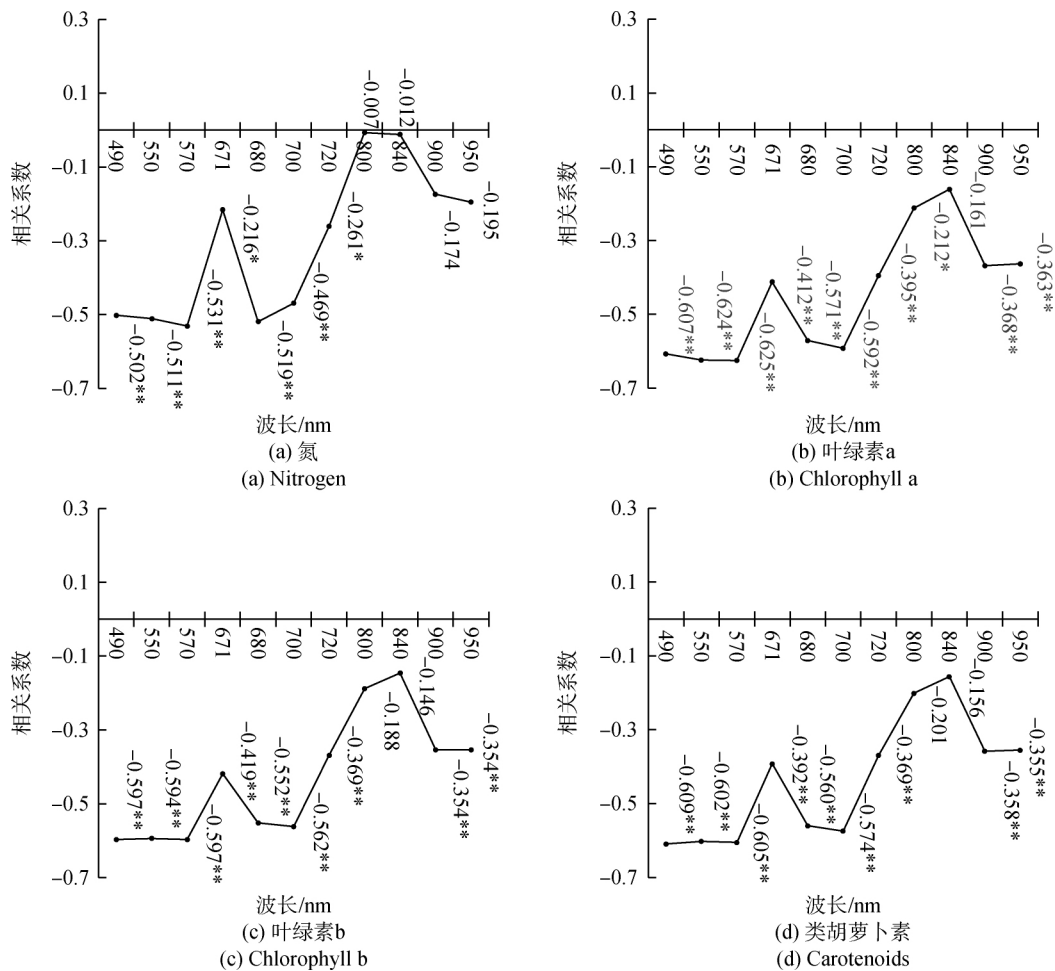 0.3
0.1
−0.1
−0.3
−0.5
−0.7
相关系数
490 550 570 671 680 700 720 800 840 900 950
−0.502** −0.511** −0.531** −0.216* −0.519** −0.469** −0.261* −0.007 −0.012 −0.174 −0.195
波长/nm
(a) 氮
(a) Nitrogen
0.3
0.1
−0.1
−0.3
−0.5
−0.7
相关系数
490 550 570 671 680 700 720 800 840 900 950
−0.607** −0.624** −0.625** −0.412** −0.571** −0.592** −0.395** −0.212* −0.161 −0.368** −0.363**
波长/nm
(b) 叶绿素a
(b) Chlorophyll a
0.3
0.1
−0.1
−0.3
−0.5
−0.7
相关系数
490 550 570 671 680 700 720 800 840 900 950
−0.597** −0.594** −0.597** −0.419** −0.552** −0.562** −0.369** −0.188 −0.146 −0.354** −0.354**
波长/nm
(c) 叶绿素b
(c) Chlorophyll b
0.3
0.1
−0.1
−0.3
−0.5
−0.7
相关系数
490 550 570 671 680 700 720 800 840 900 950
−0.609** −0.602** −0.605** −0.392** −0.560** −0.574** −0.369** −0.201 −0.156 −0.358** −0.355**
波长/nm
(d) 类胡萝卜素
(d) Carotenoids